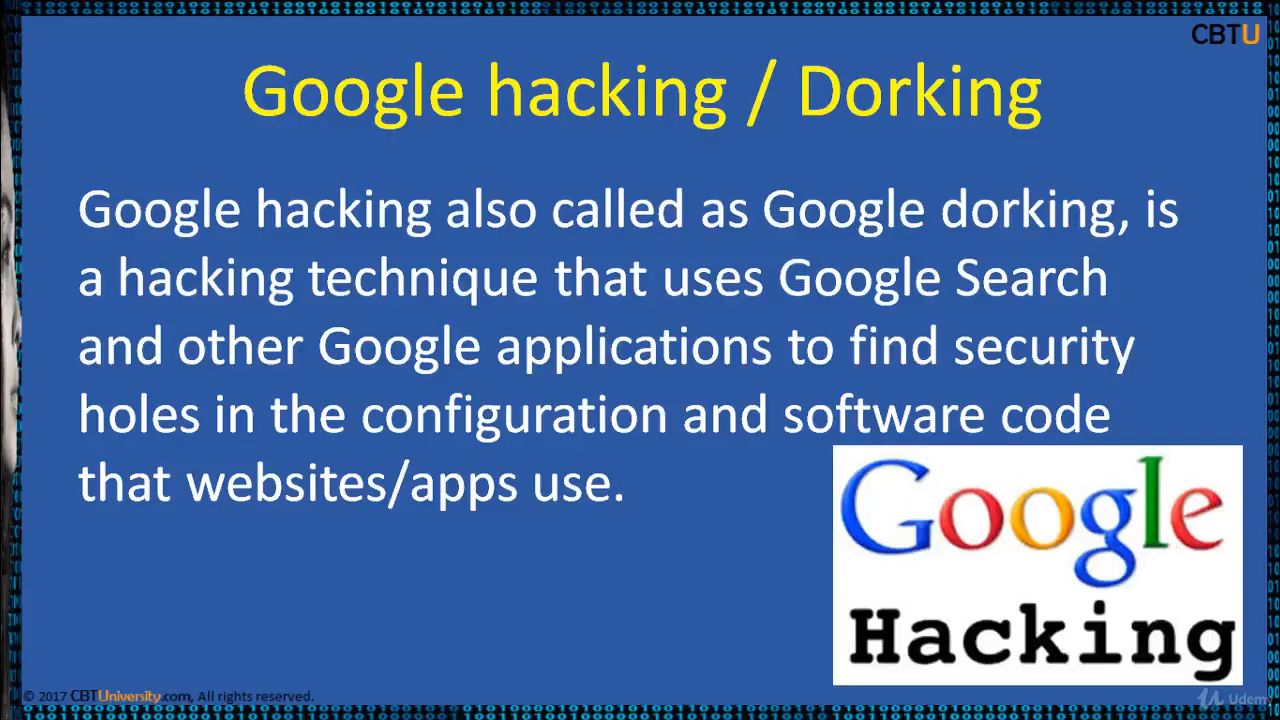 CBTU
Google hacking / Dorking
Google hacking also called as Google dorking, is
a hacking technique that uses Google Search
and other Google applications to find security
holes in the configuration and software code
that websites/apps use.
Google
Hacking
© 2017 CBTUniversity.com, All rights reserved.
Udem